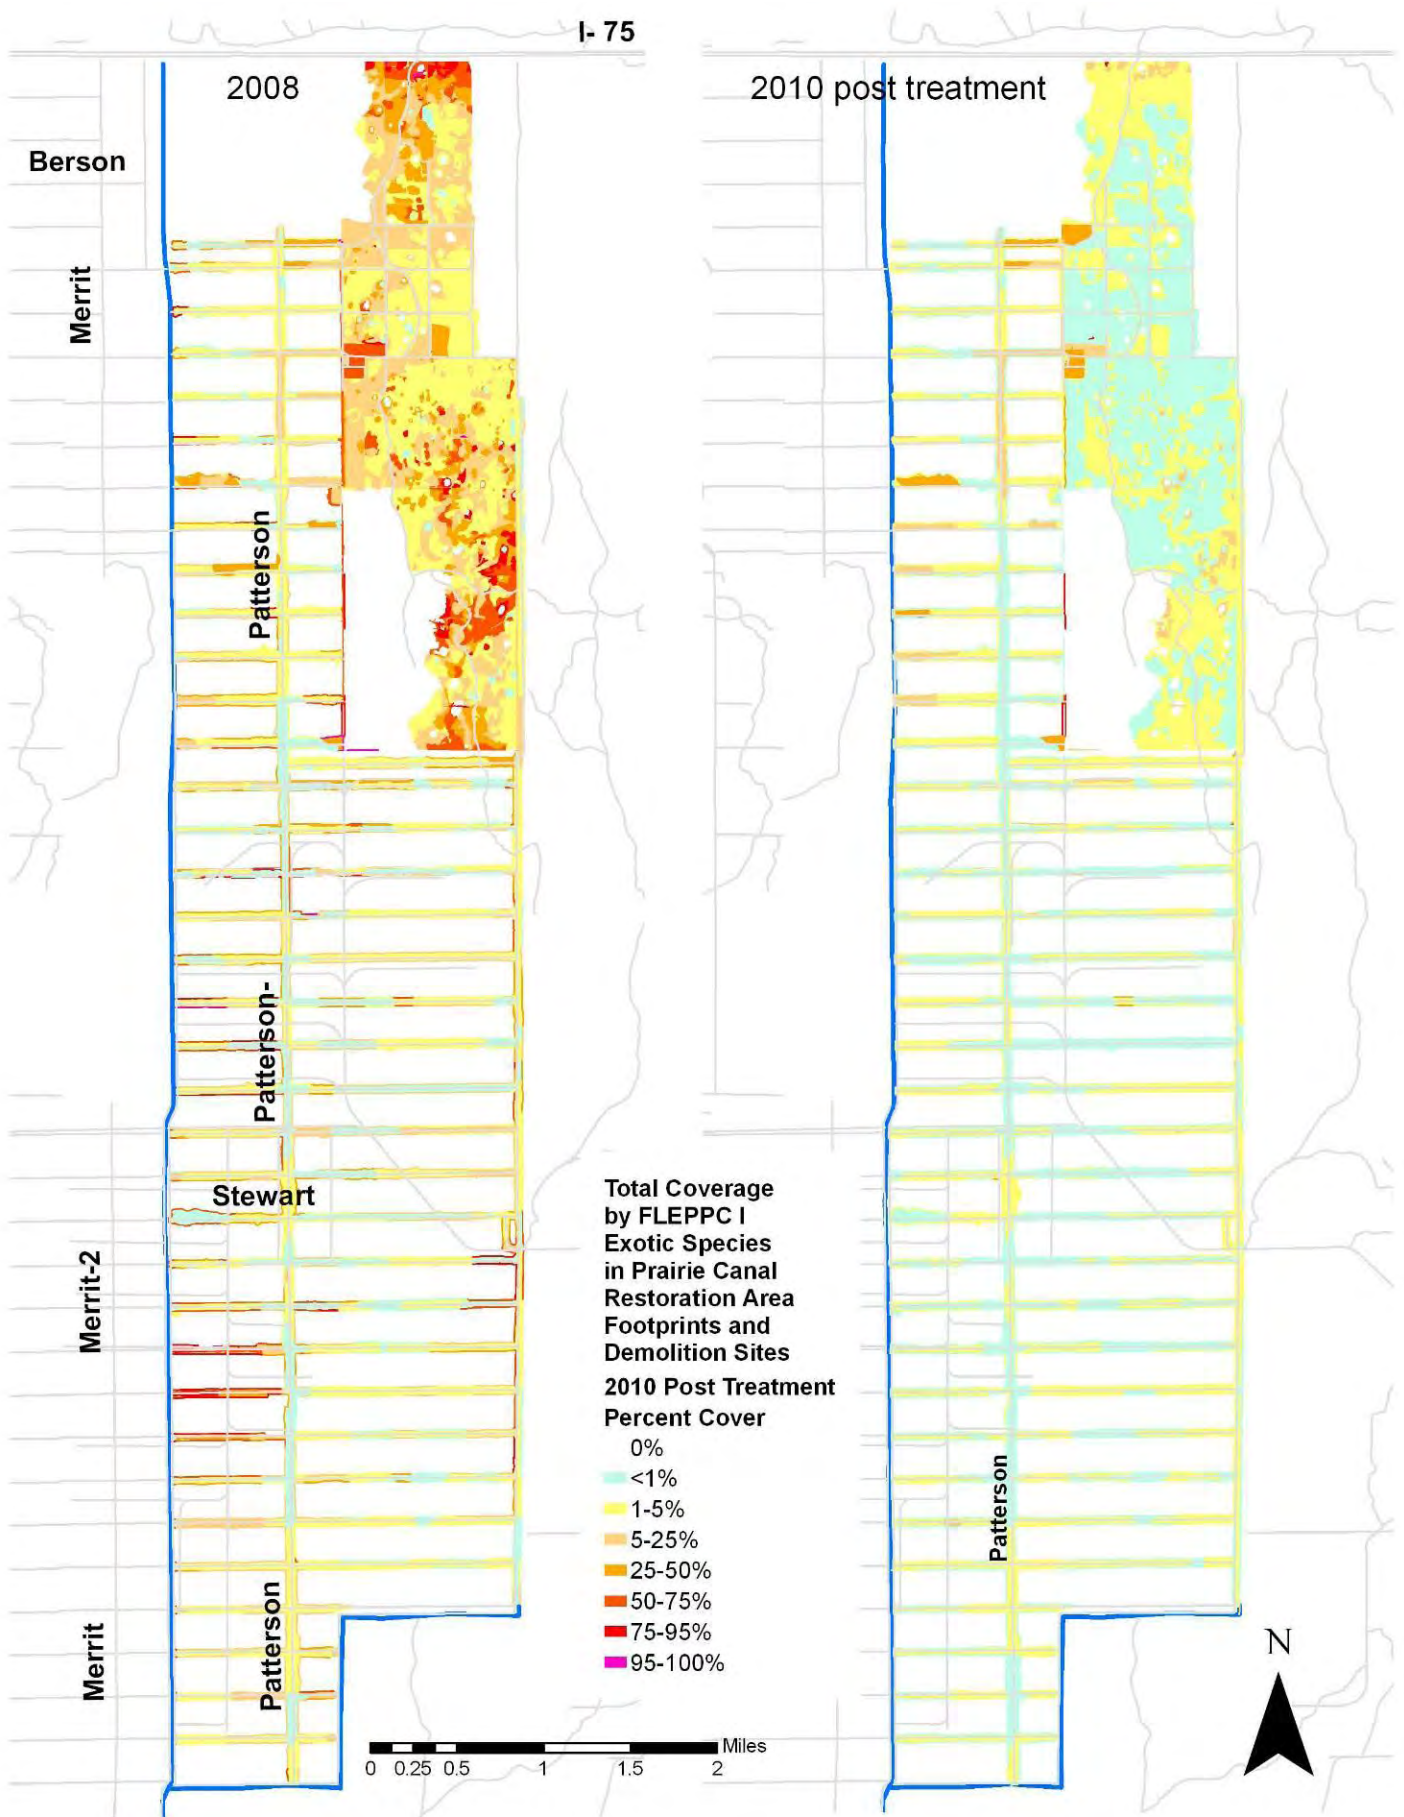 I- 75
2008
2010 post treatment
Berson
Merrit
Patterson
Patterson-
Stewart
Merrit-2
Patterson
Merrit
Total Coverage
by FLEPPC I
Exotic Species
in Prairie Canal
Restoration Area
Footprints and
Demolition Sites
2010 Post Treatment
Percent Cover
0%
<1%
1-5%
5-25%
25-50%
50-75%
75-95%
95-100%
Patterson
N
Miles
0 0.25 0.5 1 1.5 2